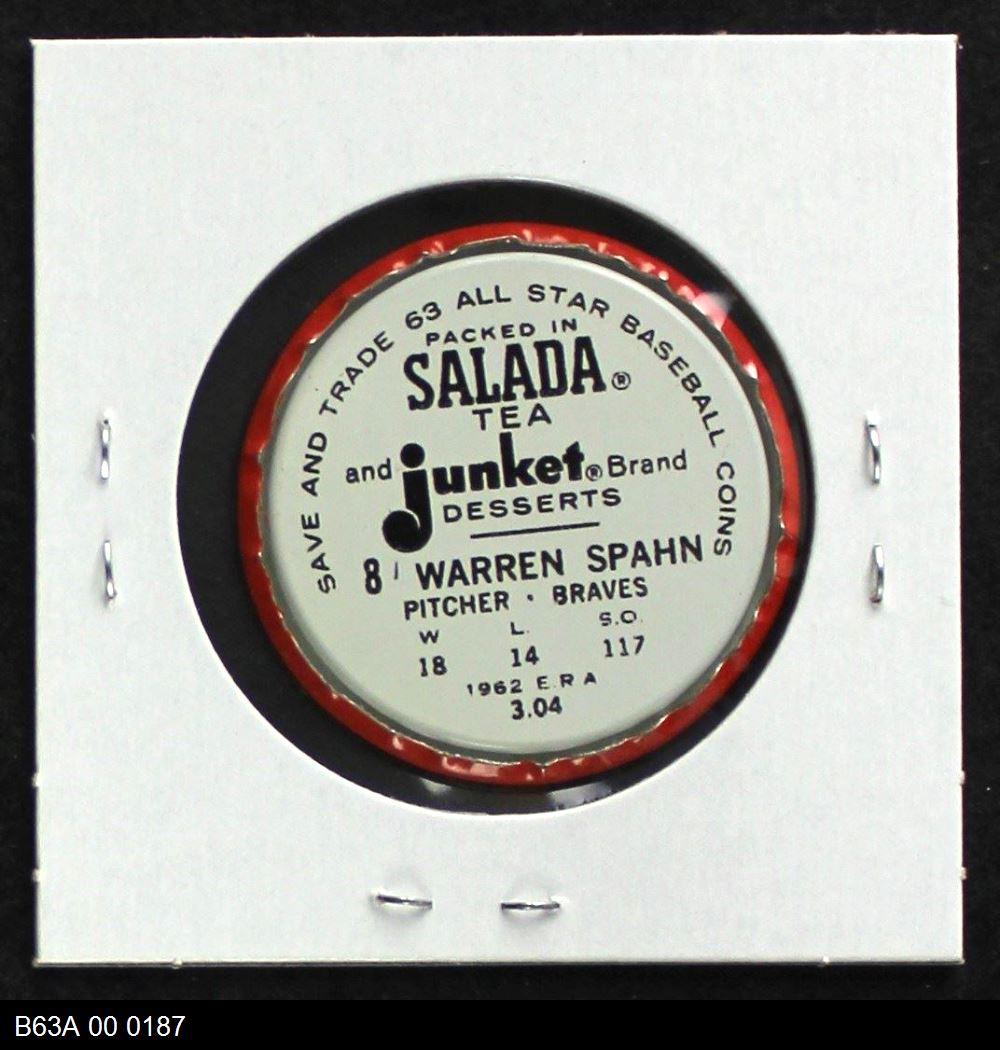 SAVE AND TRADE 63 ALL STAR BASEBALL COINS
PACKED IN
SALADA®
TEA
and junket® Brand
DESSERTS
8 WARREN SPAHN
PITCHER · BRAVES
W L. S.O.
18 14 117
1962 E.R.A
3.04
B63A 00 0187